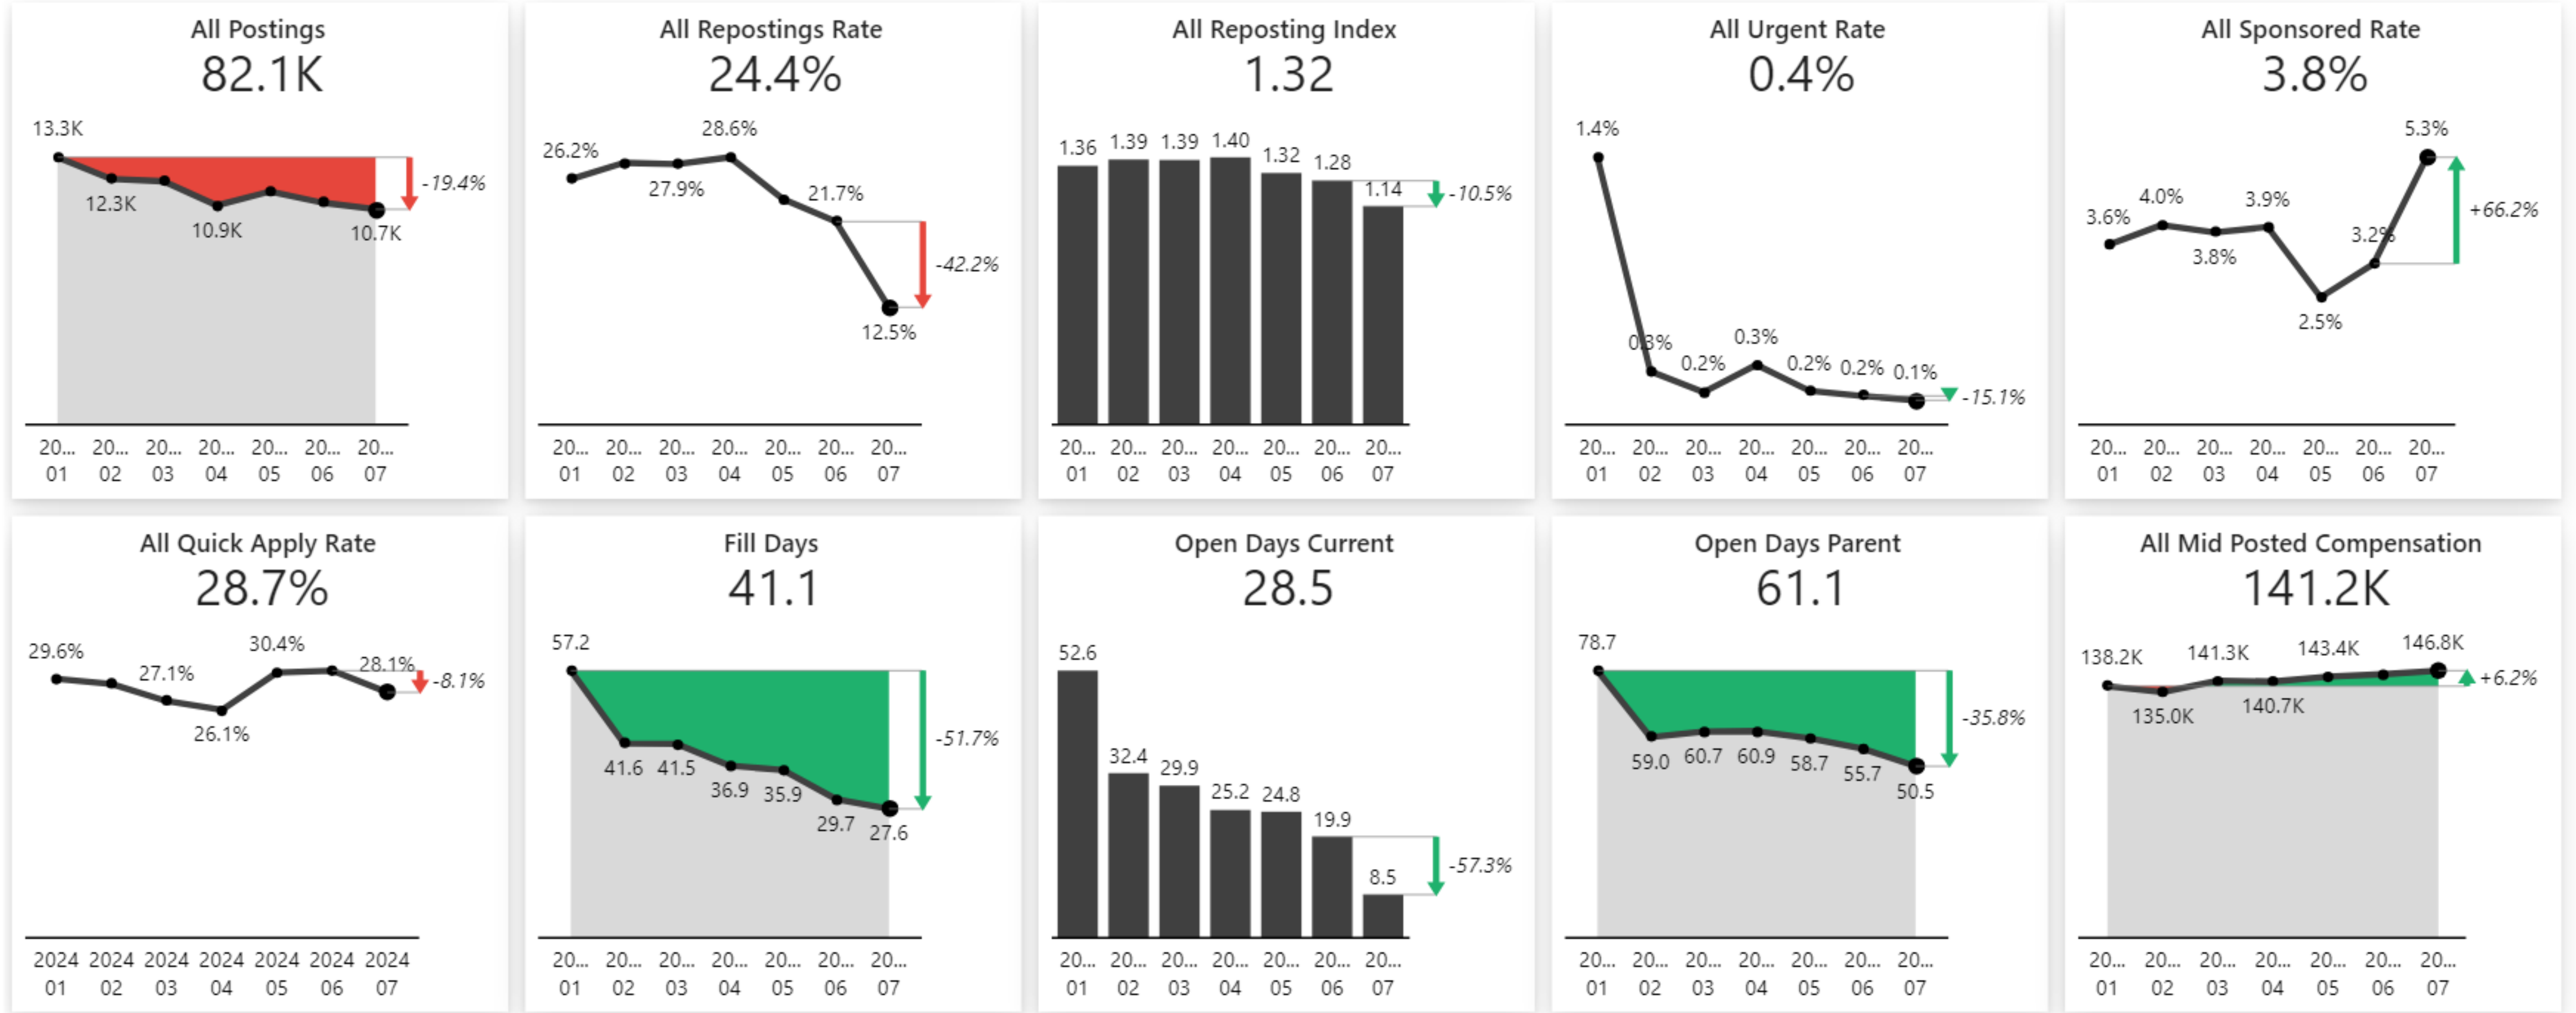 All Postings
82.1K
13.3K
12.3K
10.9K
10.7K
-19.4%
20... 20... 20... 20... 20... 20... 20...
01 02 03 04 05 06 07
All Repostings Rate
24.4%
26.2%
27.9%
28.6%
21.7%
12.5%
-42.2%
20... 20... 20... 20... 20... 20... 20...
01 02 03 04 05 06 07
All Reposting Index
1.32
1.36 1.39 1.39 1.40 1.32 1.28 1.14
-10.5%
20... 20... 20... 20... 20... 20... 20...
01 02 03 04 05 06 07
All Urgent Rate
0.4%
1.4%
0.3%
0.2%
0.3%
0.2%
0.2%
0.1%
-15.1%
20... 20... 20... 20... 20... 20... 20...
01 02 03 04 05 06 07
All Sponsored Rate
3.8%
3.6%
4.0%
3.8%
3.9%
2.5%
3.2%
5.3%
+66.2%
20... 20... 20... 20... 20... 20... 20...
01 02 03 04 05 06 07
All Quick Apply Rate
28.7%
29.6%
27.1%
26.1%
30.4%
28.1%
-8.1%
2024 2024 2024 2024 2024 2024 2024
01 02 03 04 05 06 07
Fill Days
41.1
57.2
41.6 41.5
36.9 35.9
29.7 27.6
-51.7%
20... 20... 20... 20... 20... 20... 20...
01 02 03 04 05 06 07
Open Days Current
28.5
52.6
32.4
29.9
25.2 24.8
19.9
8.5
-57.3%
20... 20... 20... 20... 20... 20... 20...
01 02 03 04 05 06 07
Open Days Parent
61.1
78.7
59.0 60.7 60.9 58.7 55.7
50.5
-35.8%
20... 20... 20... 20... 20... 20... 20...
01 02 03 04 05 06 07
All Mid Posted Compensation
141.2K
138.2K
135.0K
141.3K
140.7K
143.4K
146.8K
+6.2%
20... 20... 20... 20... 20... 20... 20...
01 02 03 04 05 06 07